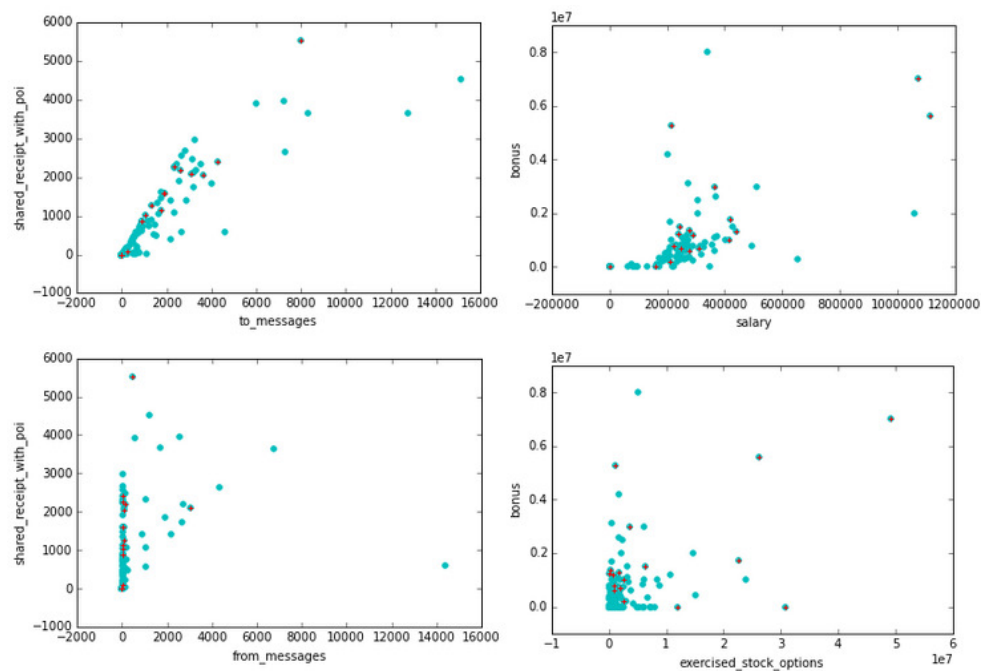 6000
5000
4000
3000
2000
1000
0
−1000
shared_receipt_with_poi
−2000 0 2000 4000 6000 8000 10000 12000 14000 16000
to_messages
1e7
0.8
0.6
0.4
0.2
0.0
bonus
−200000 0 200000 400000 600000 800000 1000000 1200000
salary
6000
5000
4000
3000
2000
1000
0
−1000
shared_receipt_with_poi
−2000 0 2000 4000 6000 8000 10000 12000 14000 16000
from_messages
1e7
0.8
0.6
0.4
0.2
0.0
bonus
−1 0 1 2 3 4 5 6
exercised_stock_options 1e7